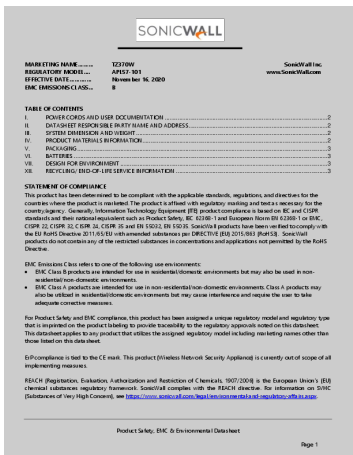 SONICWALL
MARKETING NAME......... TZ370W SonicWall Inc.
REGULATORY MODEL.... APL57-101 www.SonicWall.com
EFFECTIVE DATE............. November 16, 2020
EMC EMISSIONS CLASS... B
TABLE OF CONTENTS
I. POWER CORDS AND USER DOCUMENTATION ........ 2
II. DATASHEET RESPONSIBLE PARTY NAME AND ADDRESS ........ 2
III. SYSTEM DIMENSION AND WEIGHT ........ 2
IV. PRODUCT MATERIALS INFORMATION ........ 2
V. PACKAGING ........ 3
VI. BATTERIES ........ 3
VII. DESIGN FOR ENVIRONMENT ........ 3
XII. RECYCLING/END-OF-LIFE SERVICE INFORMATION ........ 3
STATEMENT OF COMPLIANCE
This product has been determined to be compliant with the applicable standards, regulations, and directives for the
countries where the product is marketed. The product is affixed with regulatory marking and text as necessary for the
country/agency. Generally, Information Technology Equipment (ITE) product compliance is based on IEC and CISPR
standards and their national equivalent such as Product Safety, IEC 62368-1 and European Norm EN 62368-1 or EMC,
CISPR 22, CISPR 32, CISPR 24, CISPR 35 and EN 55032, EN 55035. SonicWall products have been verified to comply with
the EU RoHS Directive 2011/65/EU with amending substances per DIRECTIVE (EU) 2015/863 (RoHS3). SonicWall
products do not contain any of the restricted substances in concentrations and applications not permitted by the RoHS
Directive.
EMC Emissions Class refers to one of the following use environments:
• EMC Class B products are intended for use in residential/domestic environments but may also be used in non-
residential/non-domestic environments.
• EMC Class A products are intended for use in non-residential/non-domestic environments. Class A products may
also be utilized in residential/domestic environments but may cause interference and require the user to take
adequate corrective measures.
For Product Safety and EMC compliance, this product has been assigned a unique regulatory model and regulatory type
that is imprinted on the product labeling to provide traceability to the regulatory approvals noted on this datasheet.
This datasheet applies to any product that utilizes the assigned regulatory model including marketing names other than
those listed on this datasheet.
ErP compliance is tied to the CE mark. This product (Wireless Network Security Appliance) is currently out of scope of all
implementing measures.
REACH (Registration, Evaluation, Authorization and Restriction of Chemicals, 1907/2006) is the European Union's (EU)
chemical substances regulatory framework. SonicWall complies with the REACH directive. For information on SVHC
(Substances of Very High Concern), see https://www.sonicwall.com/legal/environmental-and-regulatory-affairs.aspx.
Product Safety, EMC & Environmental Datasheet
Page 1